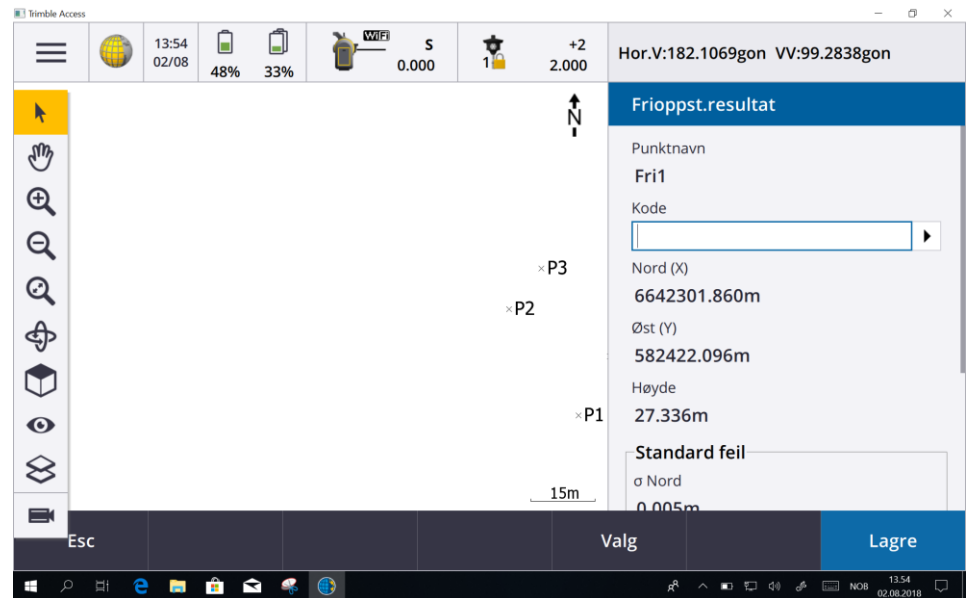 Trimble Access
13:54
02/08
48%
33%
WiFi
S
0.000
1
+2
2.000
Hor.V:182.1069gon VV:99.2838gon
N
P3
P2
P1
15m
Frioppst.resultat
Punktnavn
Fri1
Kode
Nord (X)
6642301.860m
Øst (Y)
582422.096m
Høyde
27.336m
Standard feil
σ Nord
0.005m
Esc
Valg
Lagre
NOB
13.54
02.08.2018